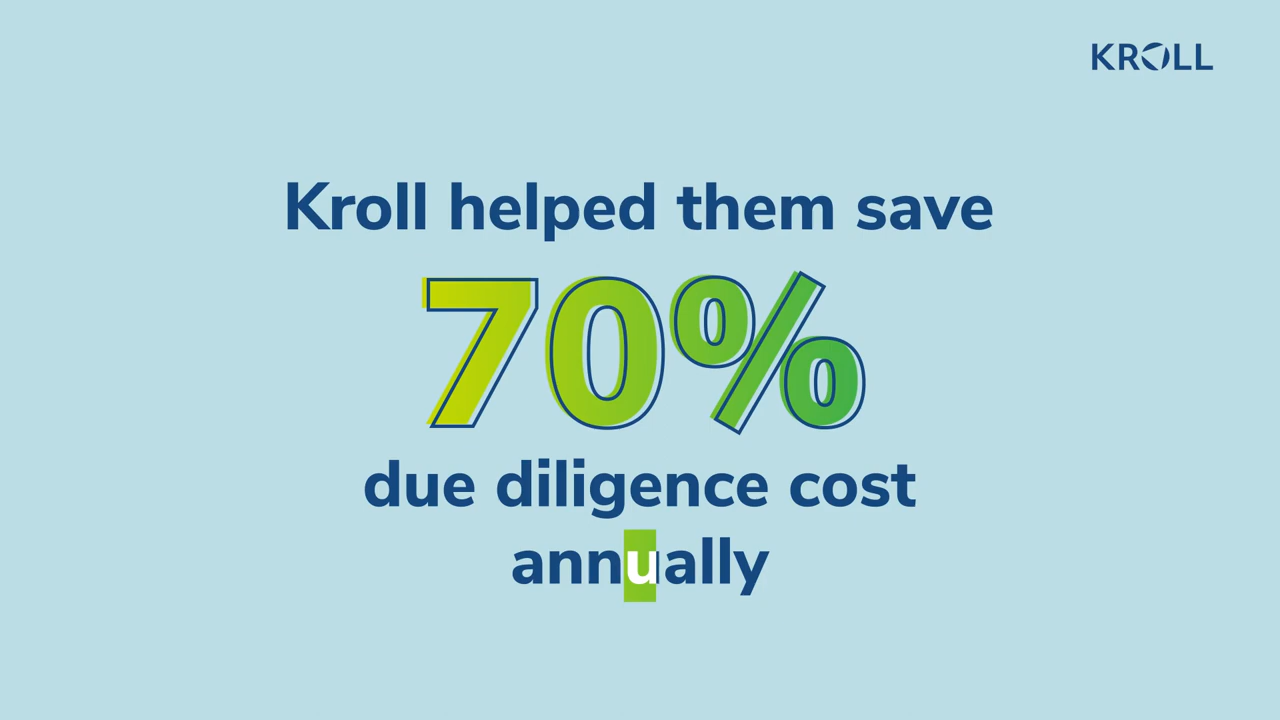 KROLL
Kroll helped them save
70%
due diligence cost
annually